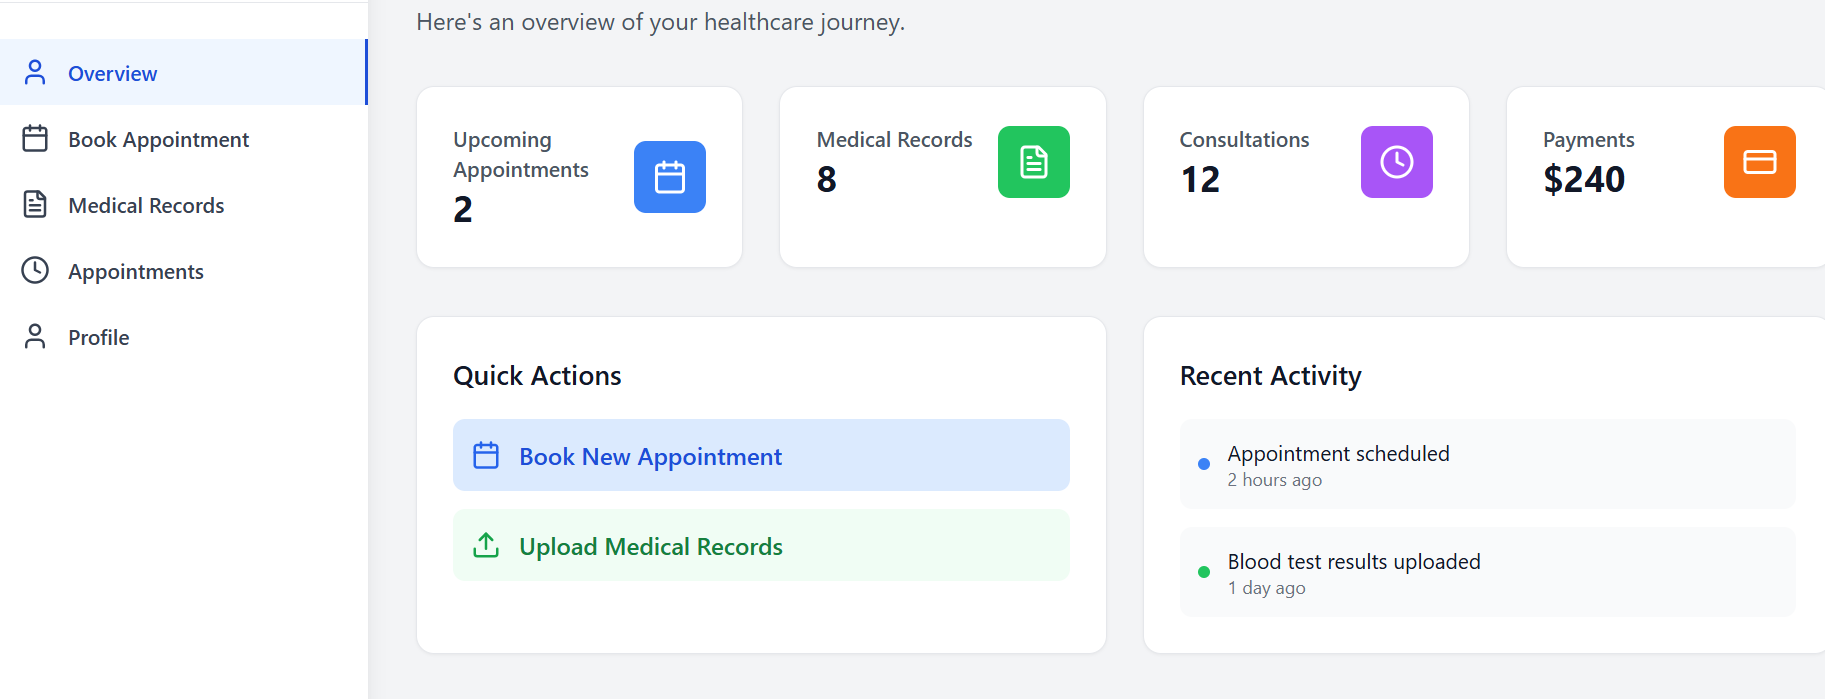 Here's an overview of your healthcare journey.
Overview
Book Appointment
Medical Records
Appointments
Profile
Upcoming
Appointments
2
Medical Records
8
Consultations
12
Payments
$240
Quick Actions
Book New Appointment
Upload Medical Records
Recent Activity
Appointment scheduled
2 hours ago
Blood test results uploaded
1 day ago